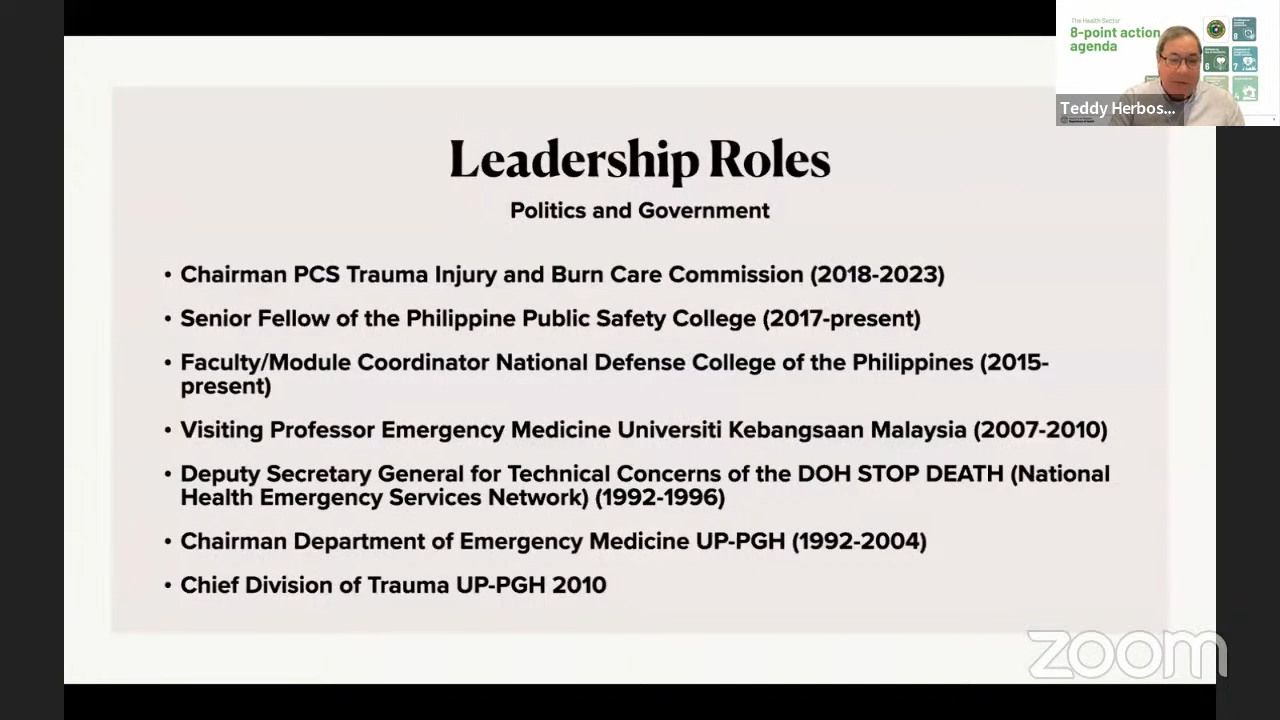 The Health Sector
8-point action
agenda
8
6
7
4
Teddy Herbos...
Leadership Roles
Politics and Government
• Chairman PCS Trauma Injury and Burn Care Commission (2018-2023)
• Senior Fellow of the Philippine Public Safety College (2017-present)
• Faculty/Module Coordinator National Defense College of the Philippines (2015-
present)
• Visiting Professor Emergency Medicine Universiti Kebangsaan Malaysia (2007-2010)
• Deputy Secretary General for Technical Concerns of the DOH STOP DEATH (National
Health Emergency Services Network) (1992-1996)
• Chairman Department of Emergency Medicine UP-PGH (1992-2004)
• Chief Division of Trauma UP-PGH 2010
zoom